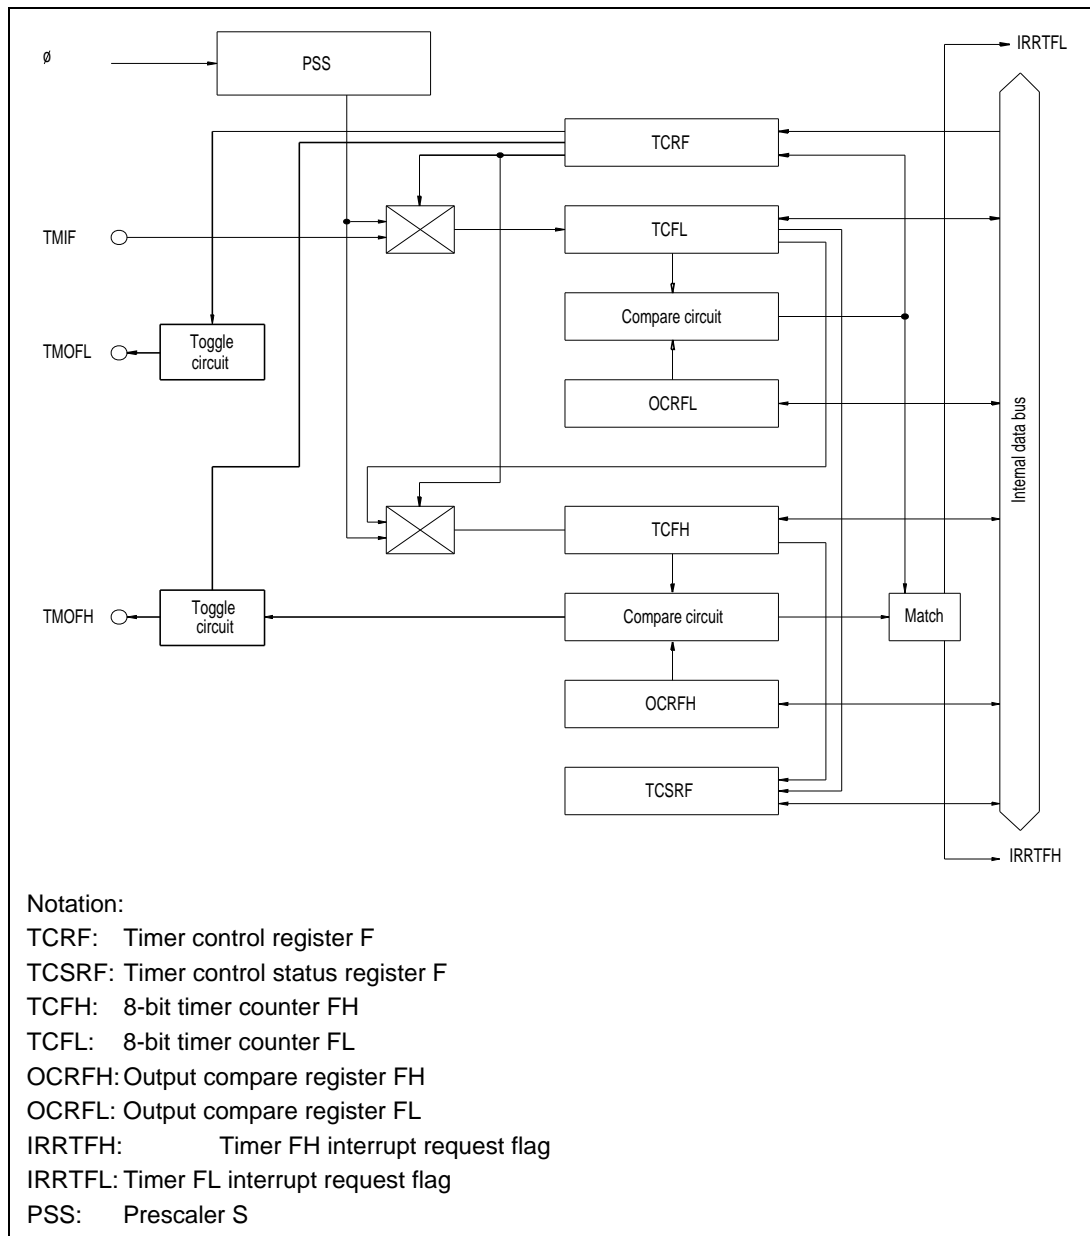 ø
PSS
IRRTFL
TCRF
TMIF
TCFL
Compare circuit
TMOFL
Toggle
circuit
OCRFL
Internal data bus
TCFH
TMOFH
Toggle
circuit
Compare circuit
Match
OCRFH
TCSRF
IRRTFH
Notation:
TCRF: Timer control register F
TCSRF: Timer control status register F
TCFH: 8-bit timer counter FH
TCFL: 8-bit timer counter FL
OCRFH: Output compare register FH
OCRFL: Output compare register FL
IRRTFH: Timer FH interrupt request flag
IRRTFL: Timer FL interrupt request flag
PSS: Prescaler S